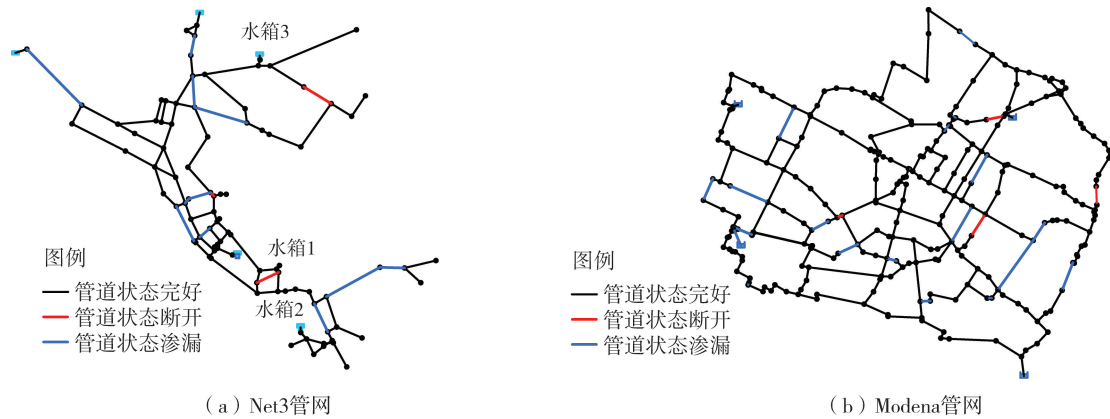 水箱3
水箱1
图例
管道状态完好
水箱2
管道状态断开
管道状态渗漏
（a）Net3管网
图例
管道状态完好
管道状态断开
管道状态渗漏
（b）Modena管网